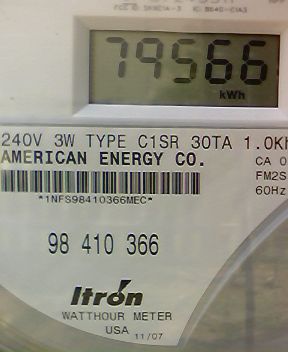 79566
kWh
240V 3W TYPE C1SR 30TA 1.0Kh
AMERICAN ENERGY CO.
CA 0
FM2S
60Hz
*1NFS98410366MEC*
98 410 366
Itron
WATTHOUR METER
USA 11/07